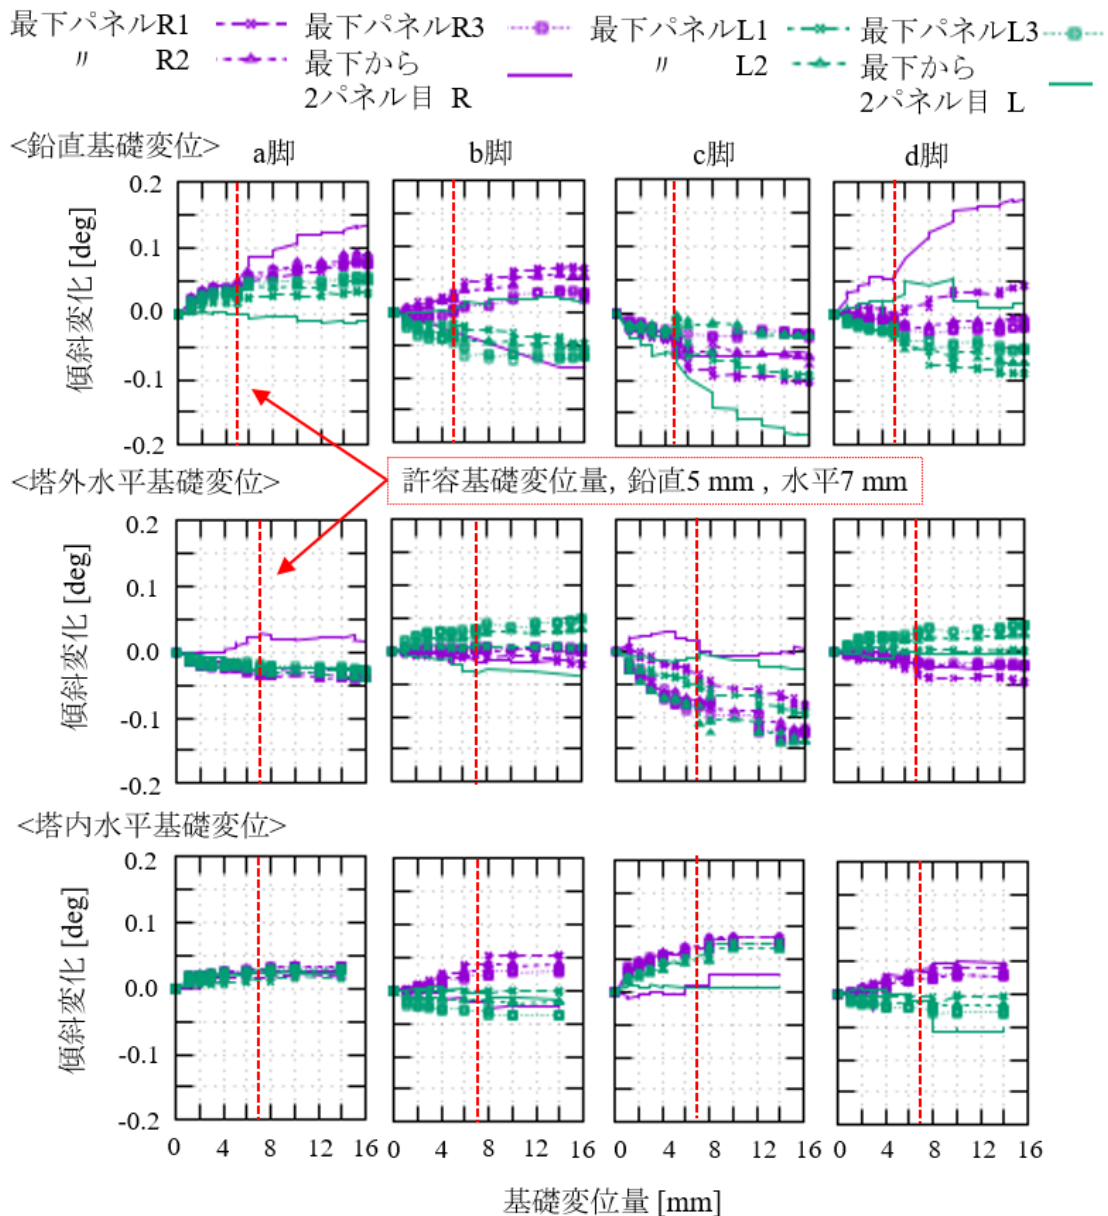 最下パネルR1 最下パネルR3 最下パネルL1 最下パネルL3
〃 R2 最下から 〃 L2 最下から
2パネル目 R 2パネル目 L
<鉛直基礎変位>
a脚 b脚 c脚 d脚
0.2
0.1
0.0
-0.1
-0.2
傾斜変化 [deg]
<塔外水平基礎変位>
許容基礎変位量, 鉛直5 mm , 水平7 mm
0.2
0.1
0.0
-0.1
-0.2
傾斜変化 [deg]
<塔内水平基礎変位>
0.2
0.1
0.0
-0.1
-0.2
傾斜変化 [deg]
0 4 8 12 16 0 4 8 12 16 0 4 8 12 16 0 4 8 12 16
基礎変位量 [mm]